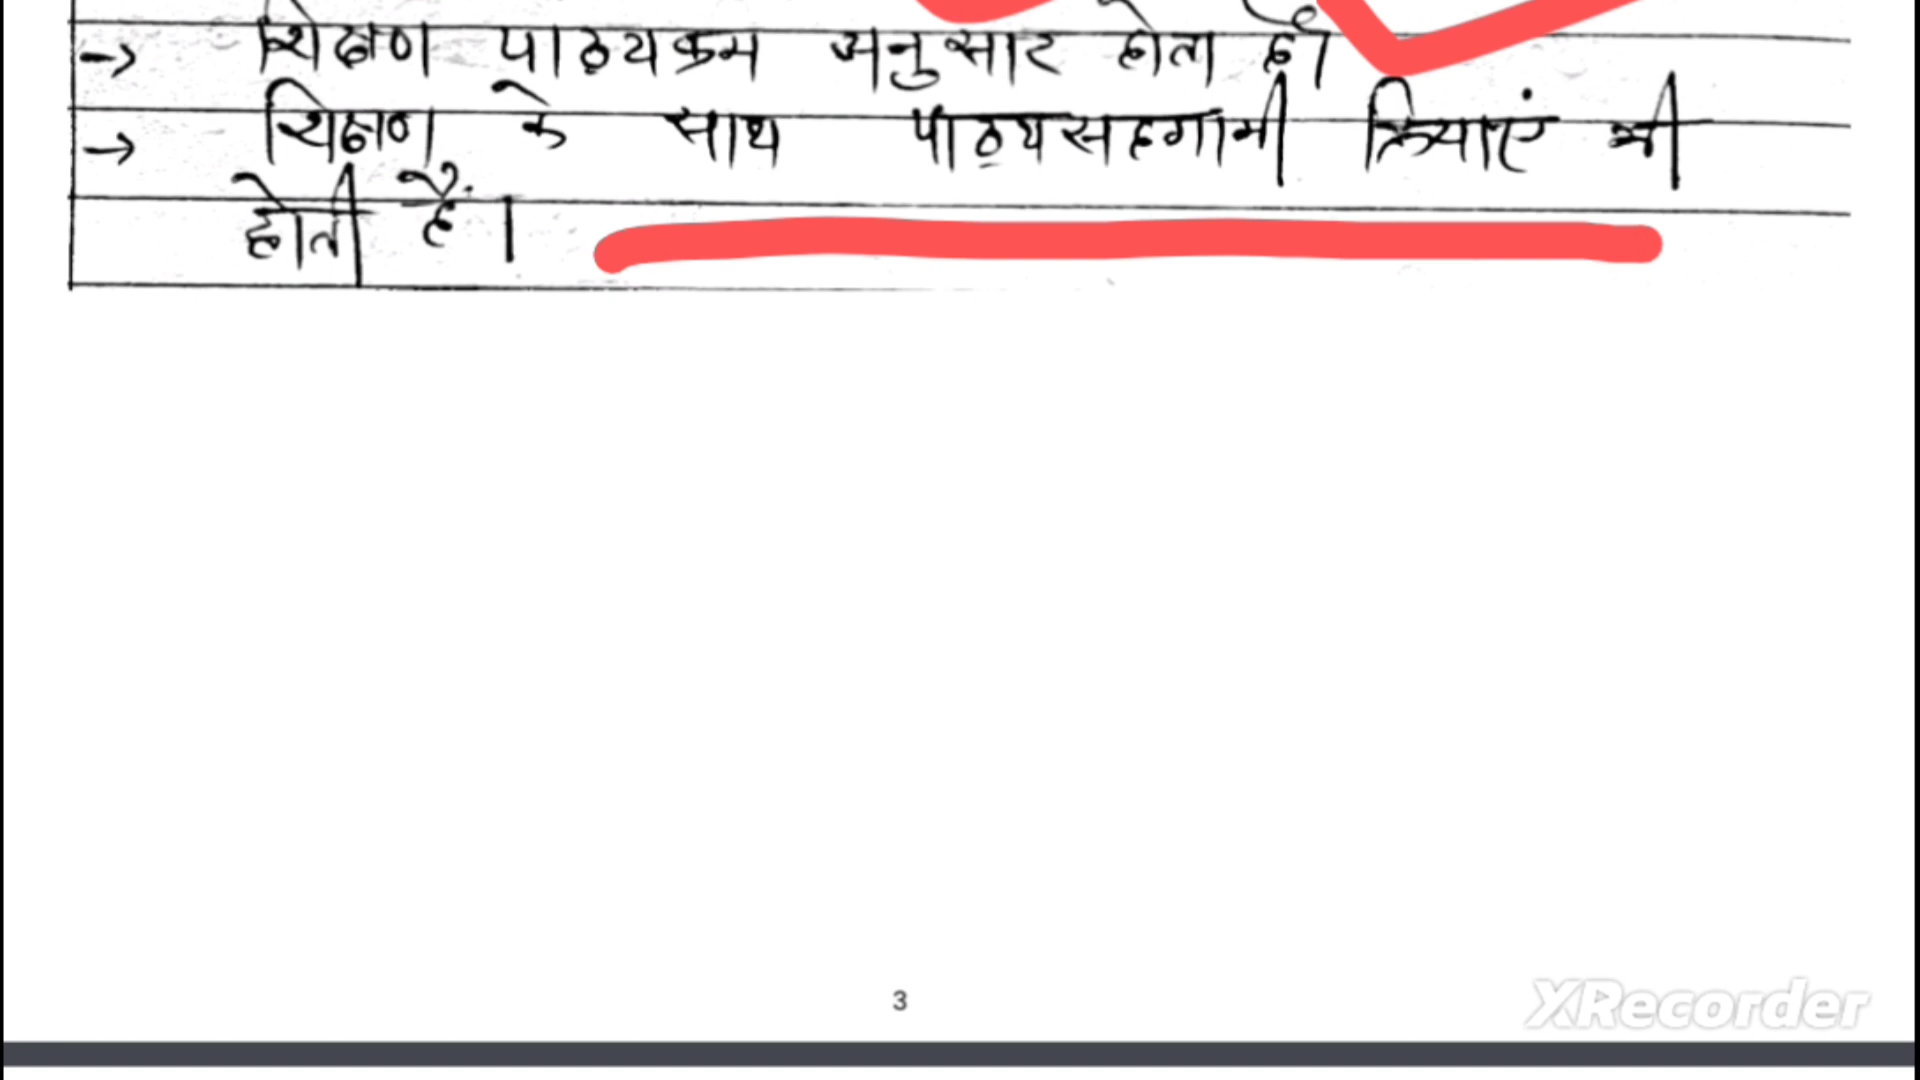 → शिक्षण पाठ्यक्रम अनुसार होता है।
→ शिक्षण के साथ पाठ्यसहगामी क्रियाएं भी
होती हैं।
3
XRecorder